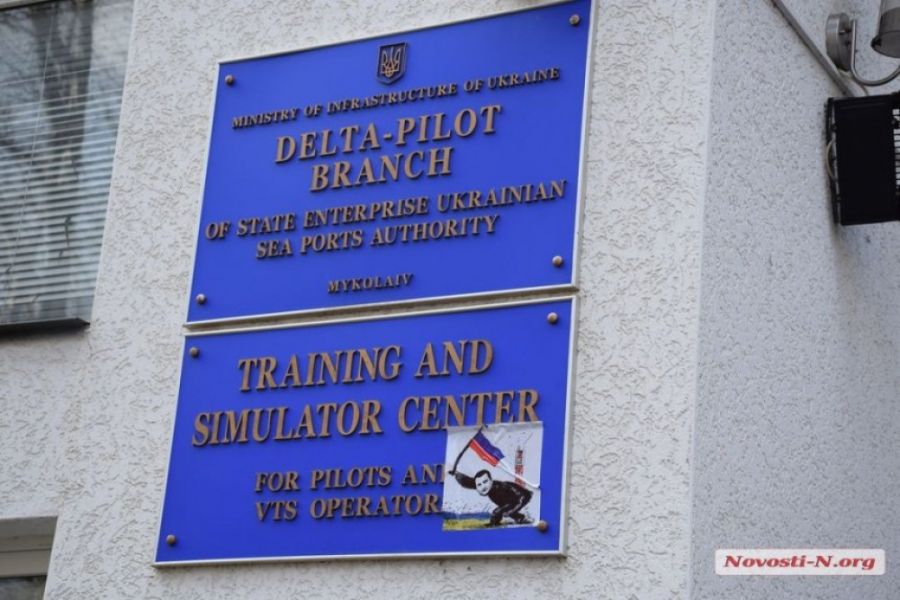 MINISTRY OF INFRASTRUCTURE OF UKRAINE
DELTA-PILOT
BRANCH
OF STATE ENTERPRISE UKRAINIAN
SEA PORTS AUTHORITY
MYKOLAIV
TRAINING AND
SIMULATOR CENTER
FOR PILOTS AN
VTS OPERATOR
Novosti-N.org